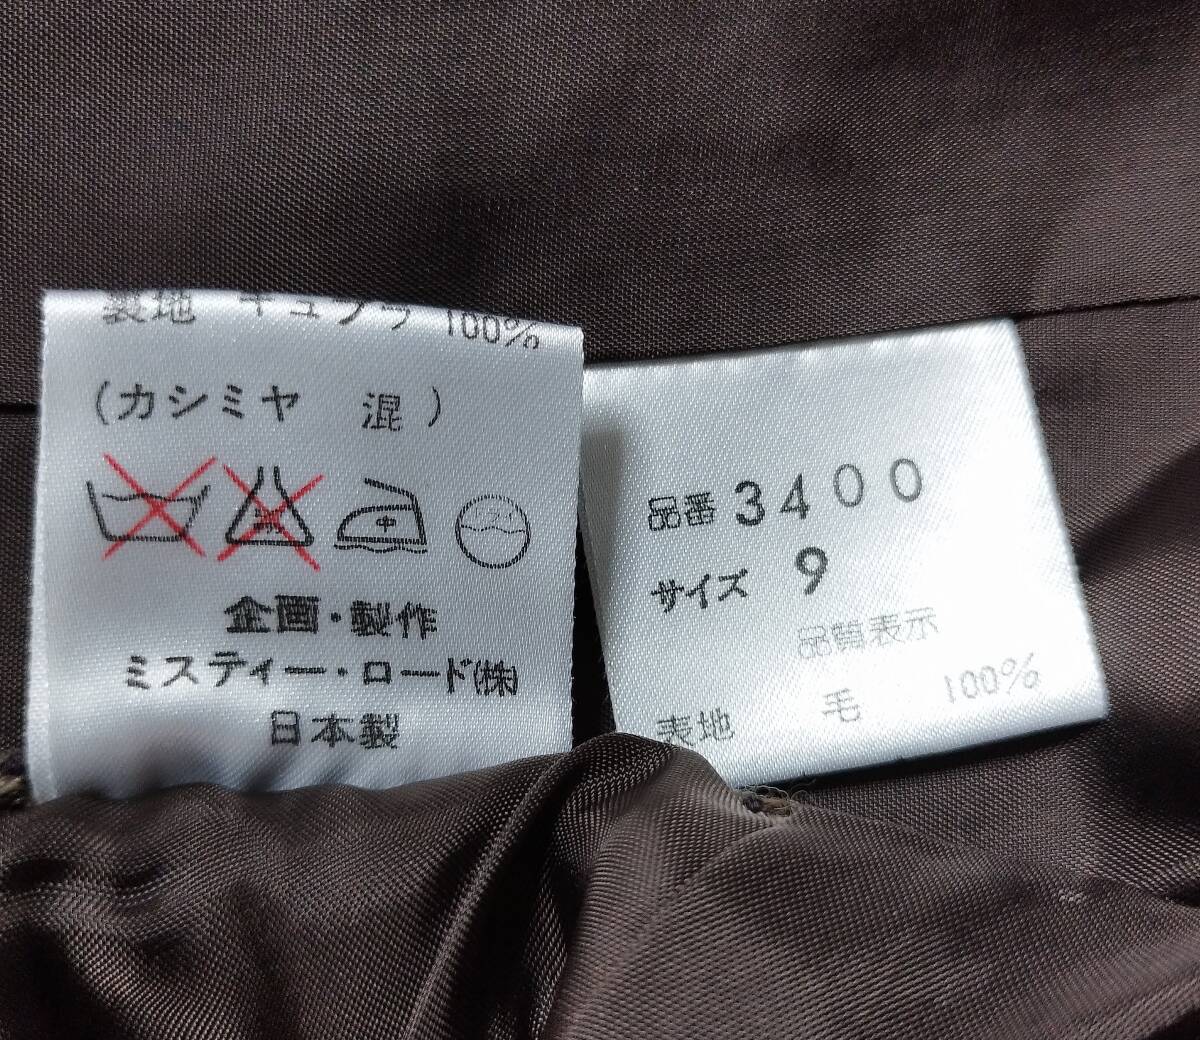 裏地 キュプラ 100%
(カシミヤ 混)
中
企画・製作
ミスティー・ロード(株)
日本製
品番 3400
サイズ 9
品質表示
表地 毛 100%